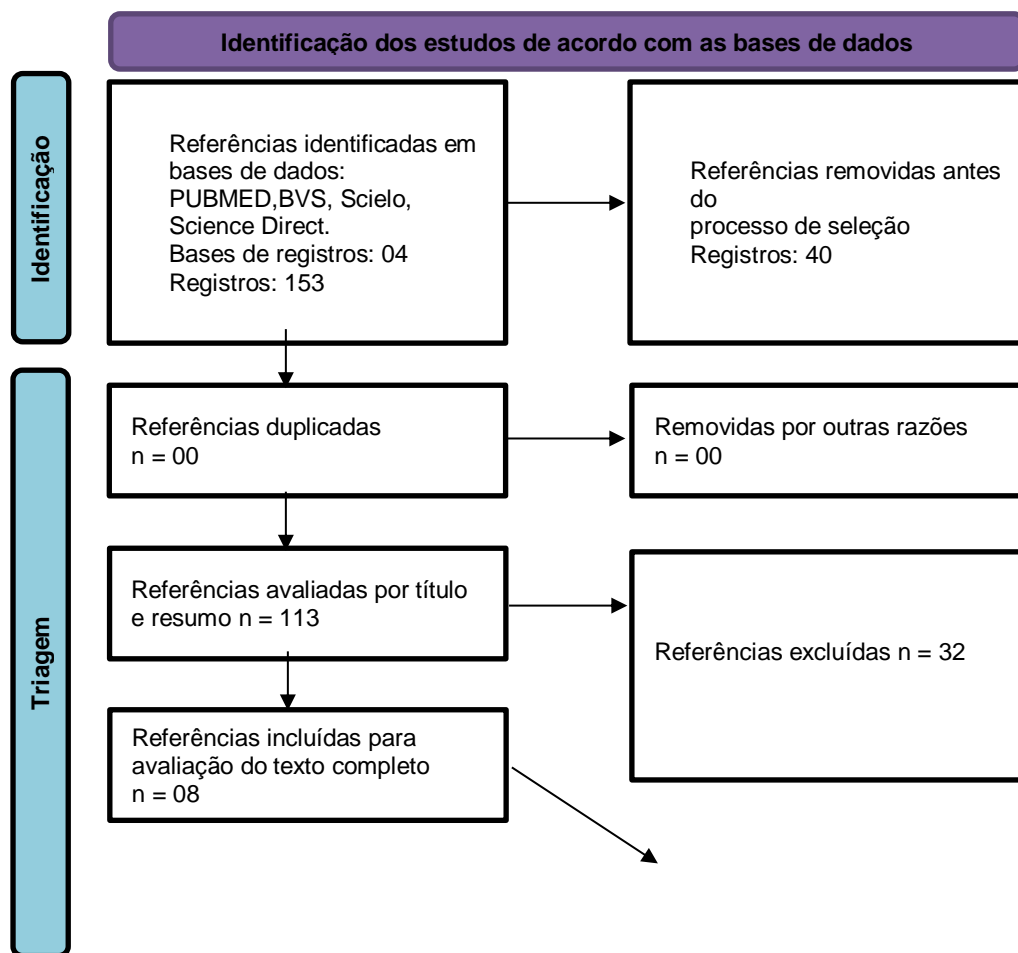 Identificação dos estudos de acordo com as bases de dados
Identificação
Referências identificadas em
bases de dados:
PUBMED,BVS, Scielo,
Science Direct.
Bases de registros: 04
Registros: 153
Referências removidas antes
do
processo de seleção
Registros: 40
Triagem
Referências duplicadas
n = 00
Removidas por outras razões
n = 00
Referências avaliadas por título
e resumo n = 113
Referências excluídas n = 32
Referências incluídas para
avaliação do texto completo
n = 08